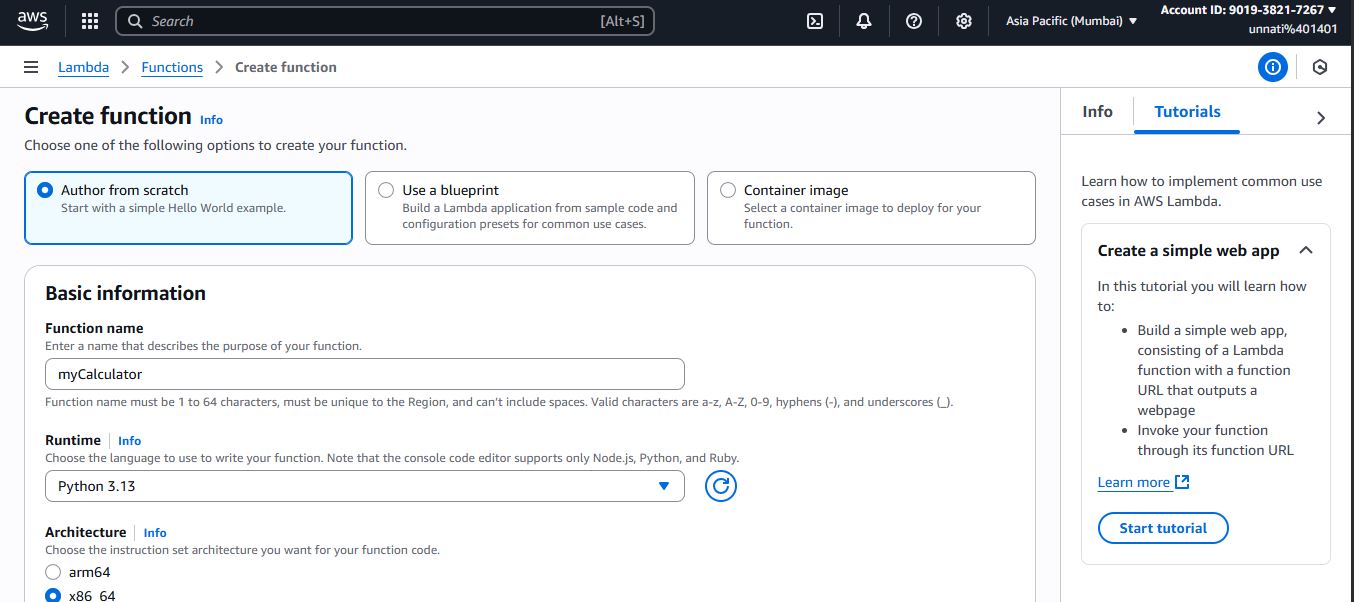 aws
Search [Alt+S]
Asia Pacific (Mumbai)
Account ID: 9019-3821-7267
unnati%401401
Lambda > Functions > Create function
Create function Info
Choose one of the following options to create your function.
Author from scratch
Start with a simple Hello World example.
Use a blueprint
Build a Lambda application from sample code and
configuration presets for common use cases.
Container image
Select a container image to deploy for your
function.
Basic information
Function name
Enter a name that describes the purpose of your function.
myCalculator
Function name must be 1 to 64 characters, must be unique to the Region, and can't include spaces. Valid characters are a-z, A-Z, 0-9, hyphens (-), and underscores (_).
Runtime Info
Choose the language to use to write your function. Note that the console code editor supports only Node.js, Python, and Ruby.
Python 3.13
Architecture Info
Choose the instruction set architecture you want for your function code.
arm64
x86_64
Info Tutorials
Learn how to implement common use
cases in AWS Lambda.
Create a simple web app
In this tutorial you will learn how
to:
• Build a simple web app,
consisting of a Lambda
function with a function
URL that outputs a
webpage
• Invoke your function
through its function URL
Learn more
Start tutorial